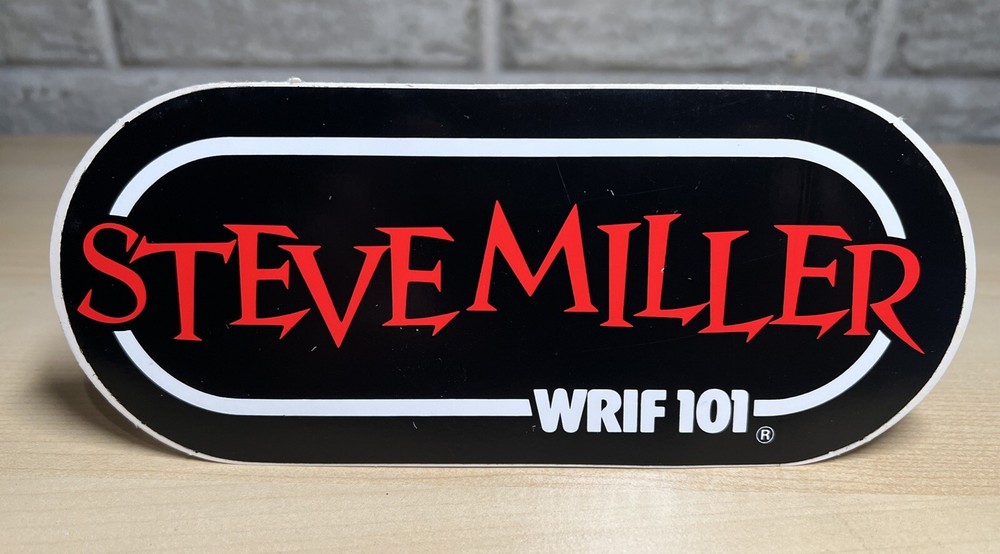 STEVE MILLER
WRIF 101 ®